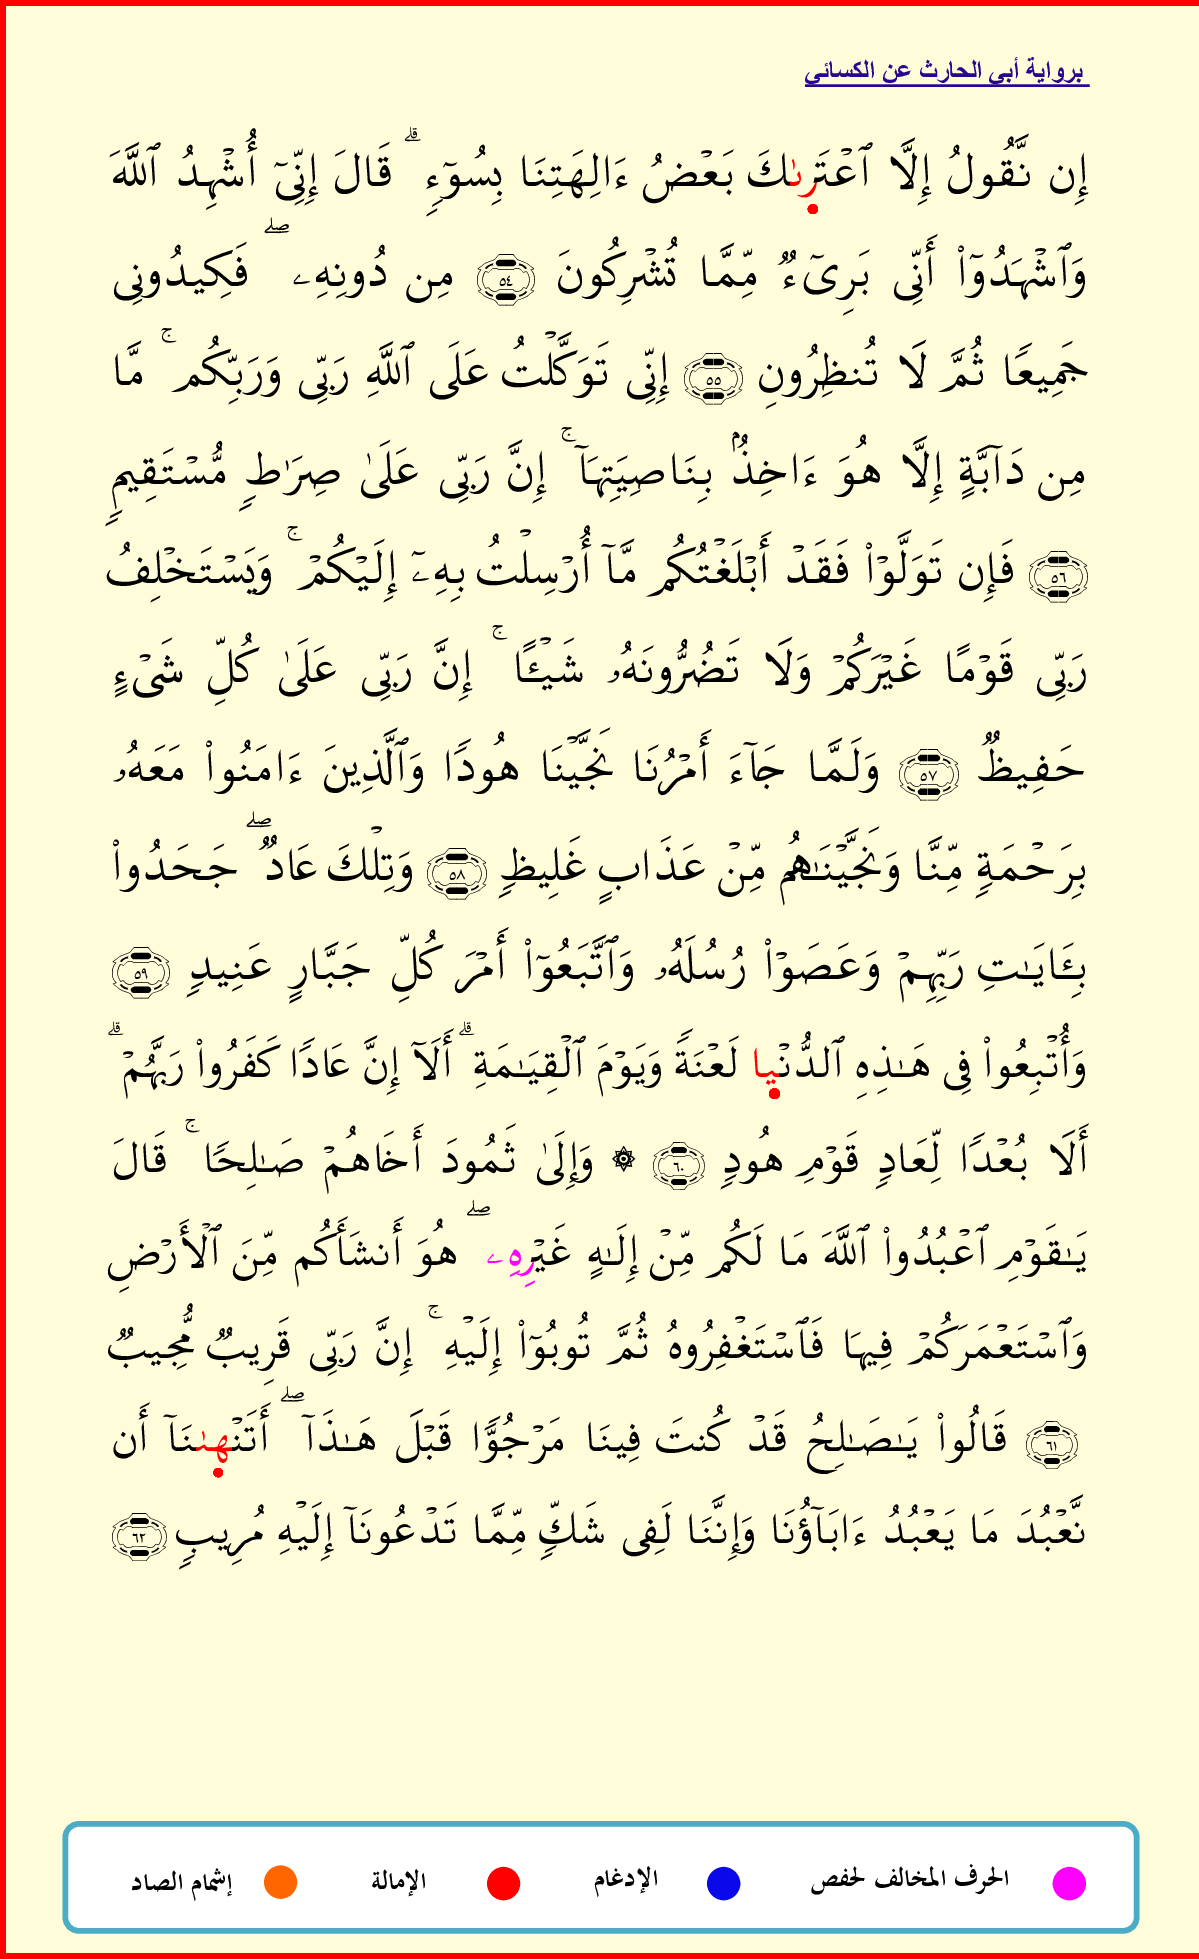 برواية أبي الحارث عن الكسائي
إِن نَّقُولُ إِلَّا ٱعْتَرىٰكَ بَعْضُ ءَالِهَتِنَا بِسُوٓءٍ ۗ قَالَ إِنِّىٓ أُشْهِدُ ٱللَّهَ
وَٱشْهَدُوٓا۟ أَنِّى بَرِىٓءٌ مِّمَّا تُشْرِكُونَ ٥٤ مِن دُونِهِۦ ۖ فَكِيدُونِى
جَمِيعًا ثُمَّ لَا تُنظِرُونِ ٥٥ إِنِّى تَوَكَّلْتُ عَلَى ٱللَّهِ رَبِّى وَرَبِّكُم ۚ مَّا
مِن دَآبَّةٍ إِلَّا هُوَ ءَاخِذٌۢ بِنَاصِيَتِهَآ ۚ إِنَّ رَبِّى عَلَىٰ صِرَٰطٍ مُّسْتَقِيمٍ
٥٦ فَإِن تَوَلَّوْا۟ فَقَدْ أَبْلَغْتُكُم مَّآ أُرْسِلْتُ بِهِۦٓ إِلَيْكُمْ ۚ وَيَسْتَخْلِفُ
رَبِّى قَوْمًا غَيْرَكُمْ وَلَا تَضُرُّونَهُۥ شَيْـًٔا ۚ إِنَّ رَبِّى عَلَىٰ كُلِّ شَىْءٍ
حَفِيظٌ ٥٧ وَلَمَّا جَآءَ أَمْرُنَا نَجَّيْنَا هُودًا وَٱلَّذِينَ ءَامَنُوا۟ مَعَهُۥ
بِرَحْمَةٍ مِّنَّا وَنَجَّيْنَـٰهُم مِّنْ عَذَابٍ غَلِيظٍ ٥٨ وَتِلْكَ عَادٌ ۖ جَحَدُوا۟
بِـَٔايَـٰتِ رَبِّهِمْ وَعَصَوْا۟ رُسُلَهُۥ وَٱتَّبَعُوٓا۟ أَمْرَ كُلِّ جَبَّارٍ عَنِيدٍ ٥٩
وَأُتْبِعُوا۟ فِى هَـٰذِهِ ٱلدُّنْيا لَعْنَةً وَيَوْمَ ٱلْقِيَـٰمَةِ ۗ أَلَآ إِنَّ عَادًا كَفَرُوا۟ رَبَّهُمْ ۗ
أَلَا بُعْدًا لِّعَادٍ قَوْمِ هُودٍ ٦٠ ۞ وَإِلَىٰ ثَمُودَ أَخَاهُمْ صَـٰلِحًا ۚ قَالَ
يَـٰقَوْمِ ٱعْبُدُوا۟ ٱللَّهَ مَا لَكُم مِّنْ إِلَـٰهٍ غَيْرِهِۦ ۖ هُوَ أَنشَأَكُم مِّنَ ٱلْأَرْضِ
وَٱسْتَعْمَرَكُمْ فِيهَا فَٱسْتَغْفِرُوهُ ثُمَّ تُوبُوٓا۟ إِلَيْهِ ۚ إِنَّ رَبِّى قَرِيبٌ مُّجِيبٌ
٦١ قَالُوا۟ يَـٰصَـٰلِحُ قَدْ كُنتَ فِينَا مَرْجُوًّا قَبْلَ هَـٰذَآ ۖ أَتَنْهىٰنَآ أَن
نَّعْبُدَ مَا يَعْبُدُ ءَابَآؤُنَا وَإِنَّنَا لَفِى شَكٍّ مِّمَّا تَدْعُونَآ إِلَيْهِ مُرِيبٍ ٦٢
الحرف المخالف لحفص الإدغام الإمالة إشمام الصاد